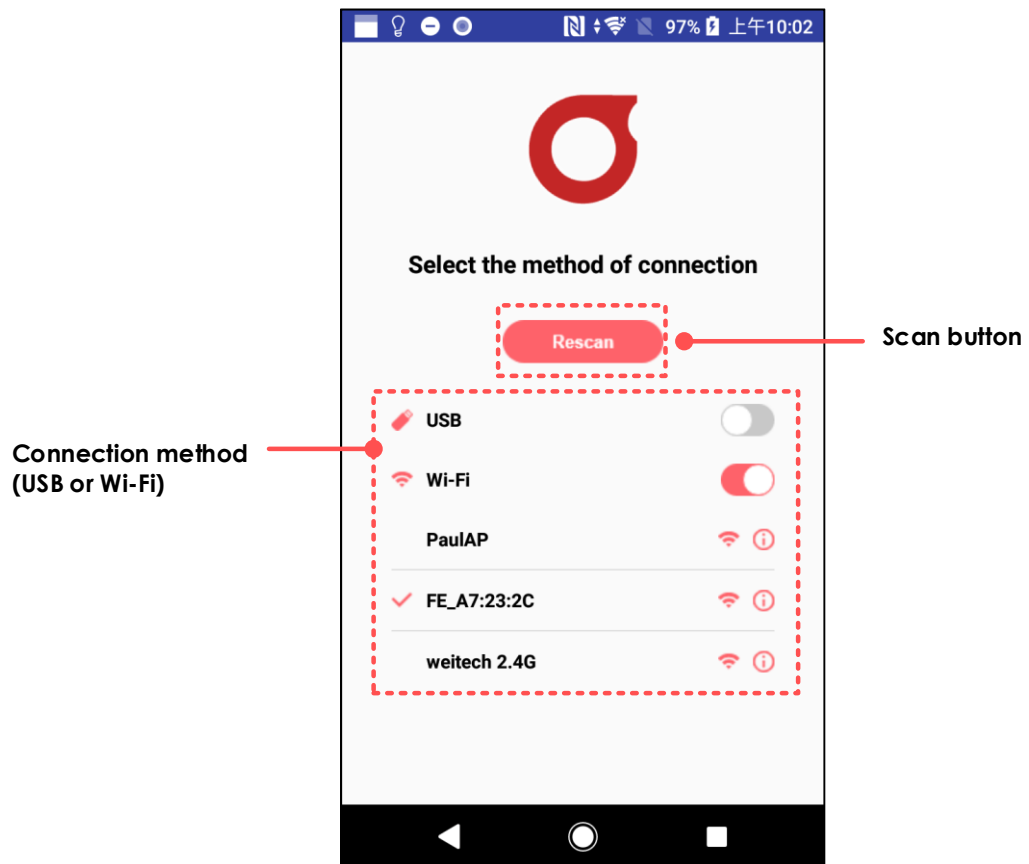 97% 上午10:02
Select the method of connection
Rescan
Scan button
USB
Connection method
(USB or Wi-Fi)
Wi-Fi
PaulAP
FE_A7:23:2C
weitech 2.4G